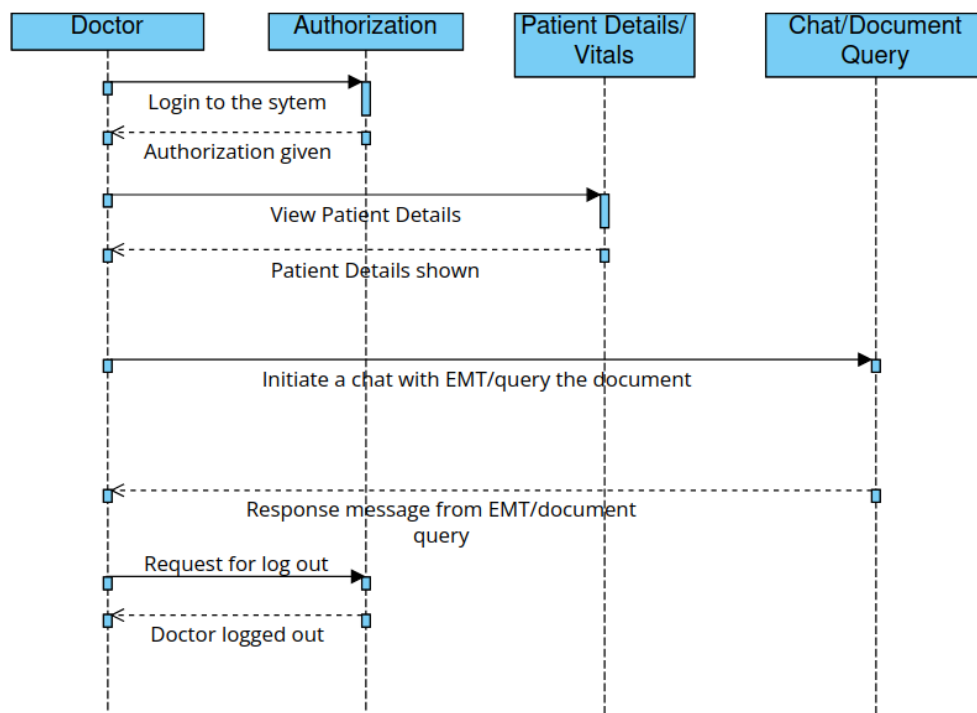 Doctor
Authorization
Patient Details/
Vitals
Chat/Document
Query
Login to the sytem
Authorization given
View Patient Details
Patient Details shown
Initiate a chat with EMT/query the document
Response message from EMT/document
query
Request for log out
Doctor logged out